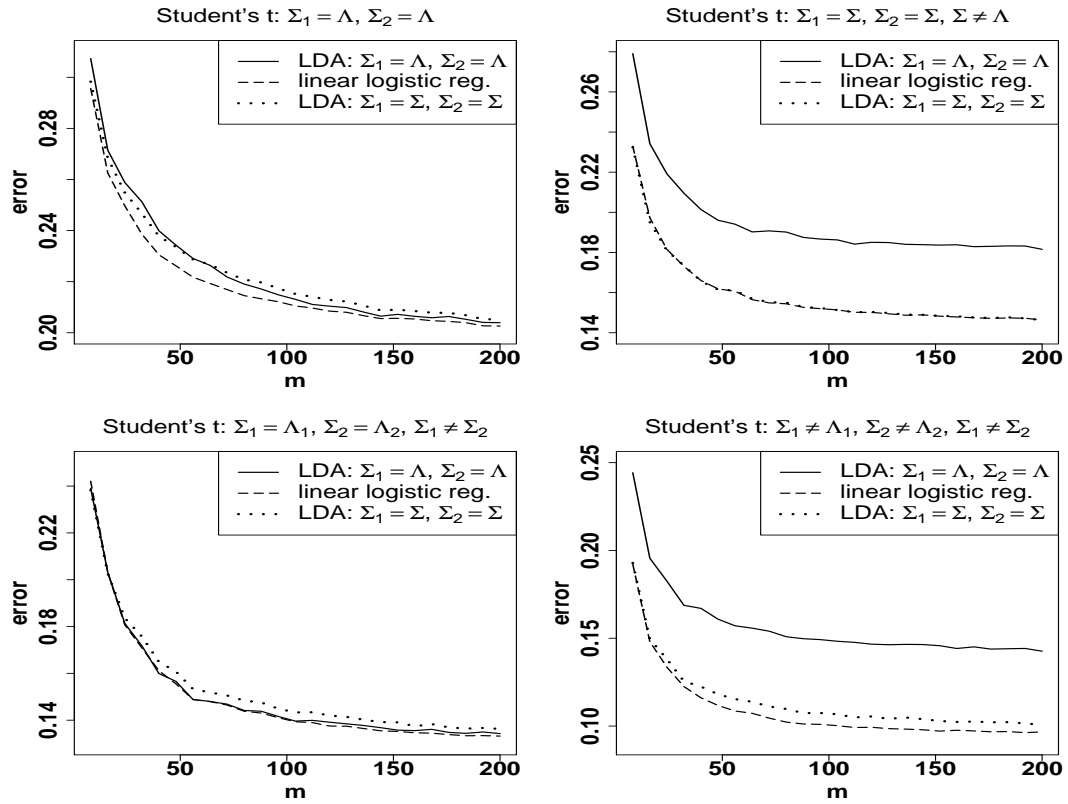 Student's t: Σ1 = Λ, Σ2 = Λ
LDA: Σ1 = Λ, Σ2 = Λ
linear logistic reg.
LDA: Σ1 = Σ, Σ2 = Σ
error
0.20 0.24 0.28
50 100 150 200
m
Student's t: Σ1 = Σ, Σ2 = Σ, Σ ≠ Λ
LDA: Σ1 = Λ, Σ2 = Λ
linear logistic reg.
LDA: Σ1 = Σ, Σ2 = Σ
error
0.14 0.18 0.22 0.26
50 100 150 200
m
Student's t: Σ1 = Λ1, Σ2 = Λ2, Σ1 ≠ Σ2
LDA: Σ1 = Λ, Σ2 = Λ
linear logistic reg.
LDA: Σ1 = Σ, Σ2 = Σ
error
0.14 0.18 0.22
50 100 150 200
m
Student's t: Σ1 ≠ Λ1, Σ2 ≠ Λ2, Σ1 ≠ Σ2
LDA: Σ1 = Λ, Σ2 = Λ
linear logistic reg.
LDA: Σ1 = Σ, Σ2 = Σ
error
0.10 0.15 0.20 0.25
50 100 150 200
m